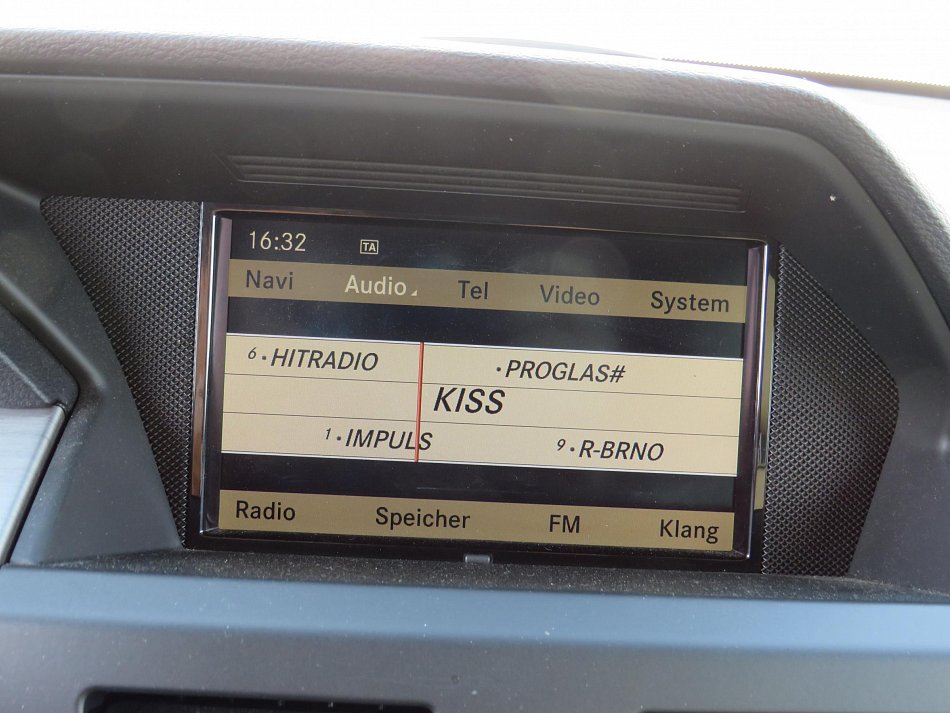 16:32 TA
Navi Audio Tel Video System
6·HITRADIO ·PROGLAS#
KISS
1·IMPULS 9·R-BRNO
Radio Speicher FM Klang